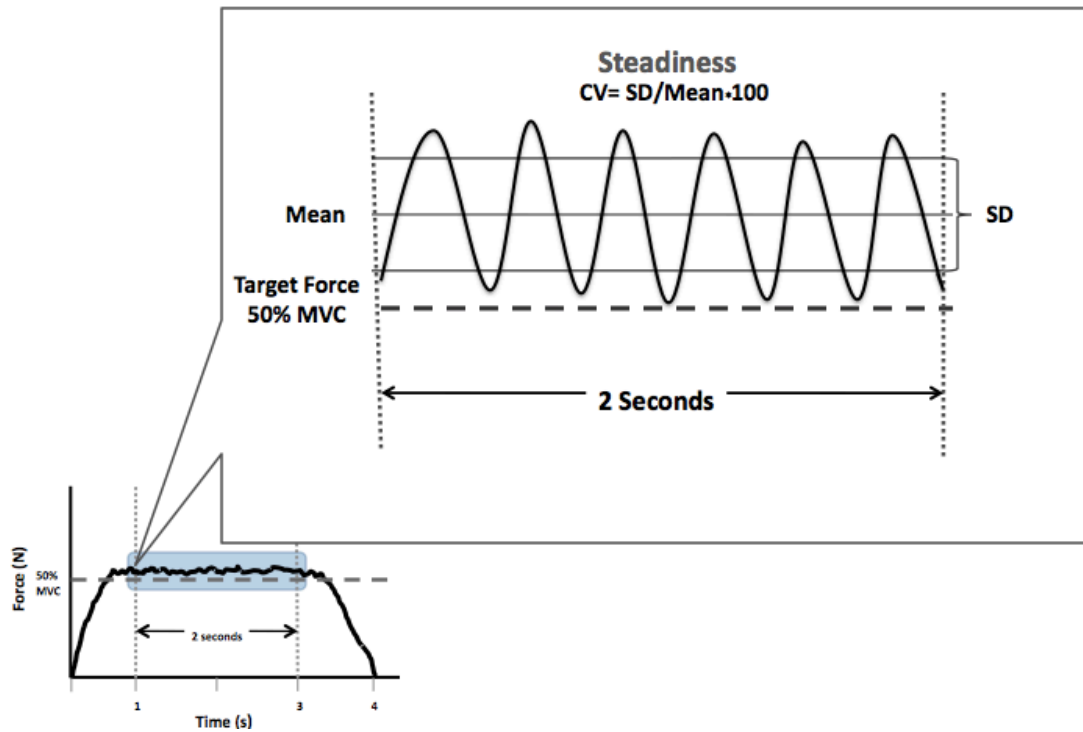 Steadiness
CV= SD/Mean•100
Mean
SD
Target Force
50% MVC
2 Seconds
Force (N)
50%
MVC
2 seconds
1
3
4
Time (s)